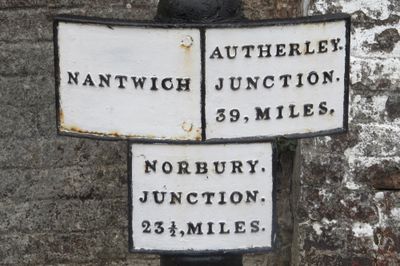 NANTWICH
AUTHERLEY.
JUNCTION.
39, MILES.
NORBURY.
JUNCTION.
23½, MILES.